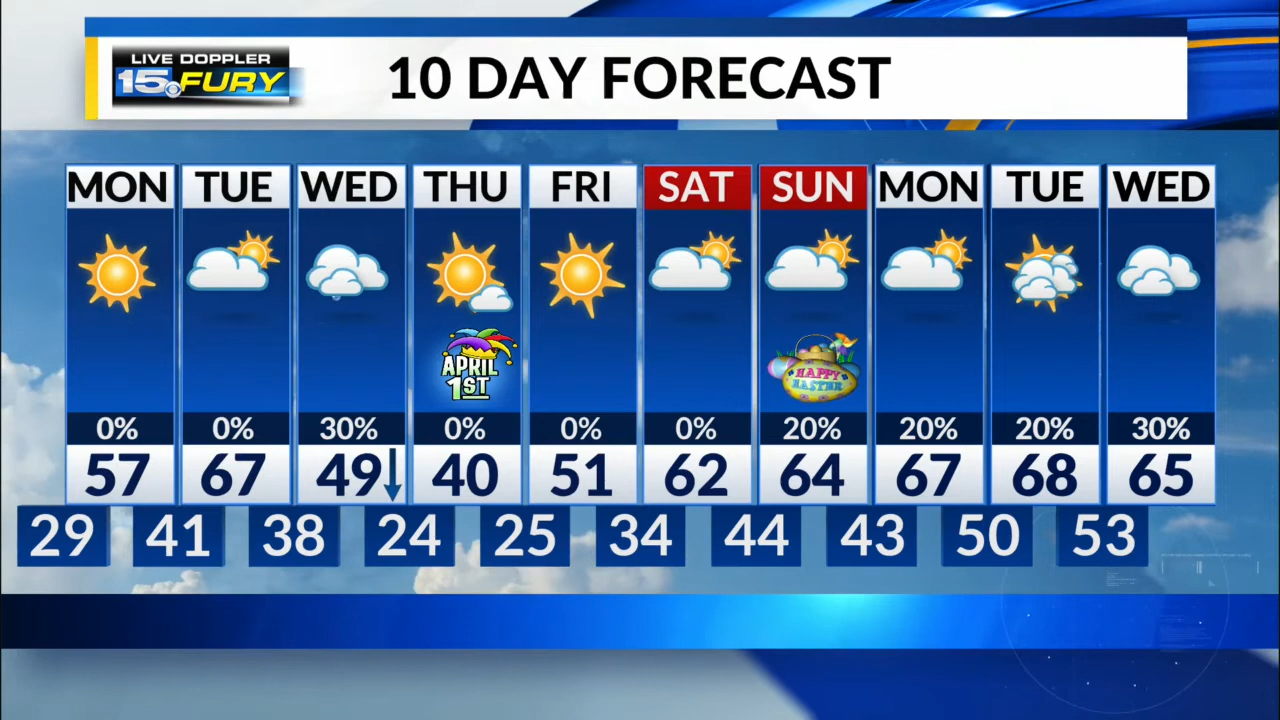 LIVE DOPPLER
15 FURY
10 DAY FORECAST
MON TUE WED THU FRI SAT SUN MON TUE WED
APRIL
1ST
HAPPY
EASTER
0% 0% 30% 0% 0% 0% 20% 20% 20% 30%
57 67 49 40 51 62 64 67 68 65
29 41 38 24 25 34 44 43 50 53